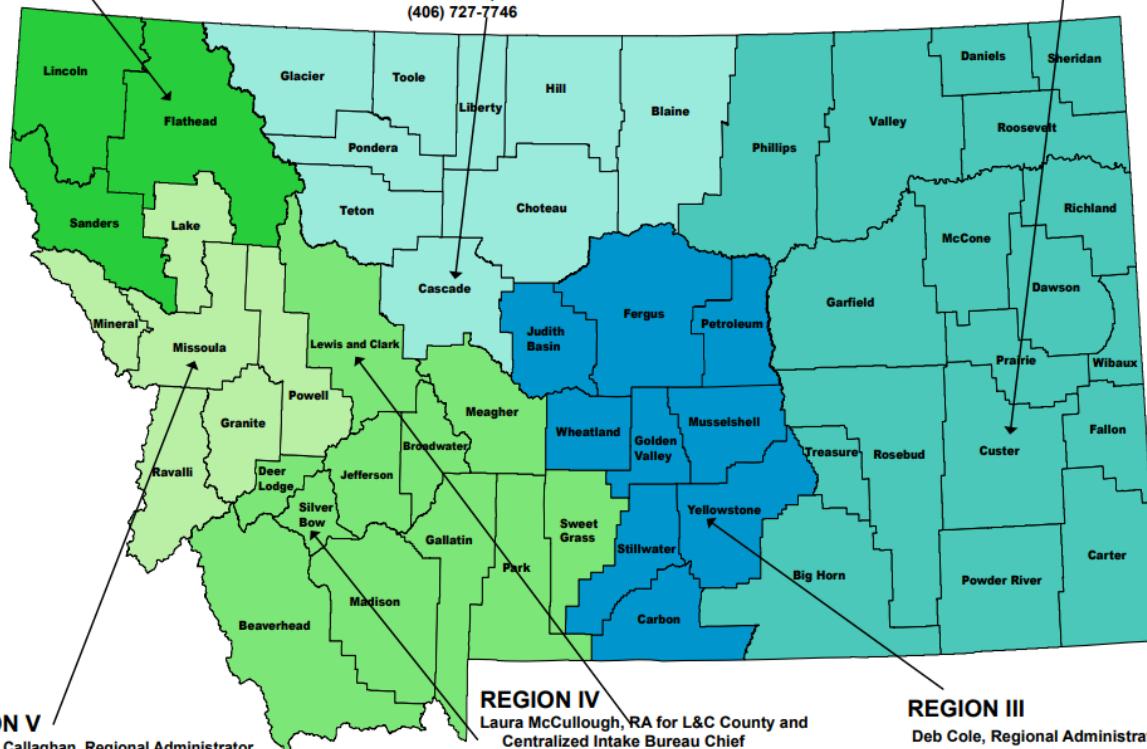 (406) 727-7746
Lincoln
Flathead
Glacier
Toole
Liberty
Hill
Blaine
Phillips
Valley
Daniels
Sheridan
Roosevelt
Pondera
Teton
Choteau
Sanders
Lake
Richland
McCone
Dawson
Cascade
Garfield
Fergus
Petroleum
Judith
Basin
Mineral
Missoula
Lewis and Clark
Prairie
Wibaux
Powell
Granite
Meagher
Wheatland
Golden
Valley
Musselshell
Treasure
Rosebud
Custer
Fallon
Broadwater
Ravalli
Deer
Lodge
Jefferson
Silver
Bow
Yellowstone
Sweet
Grass
Gallatin
Park
Stillwater
Big Horn
Powder River
Carter
Madison
Beaverhead
Carbon
REGION IV
Laura McCullough, RA for L&C County and
Centralized Intake Bureau Chief
REGION III
Deb Cole, Regional Administrat
ON V
Callaghan, Regional Administrator